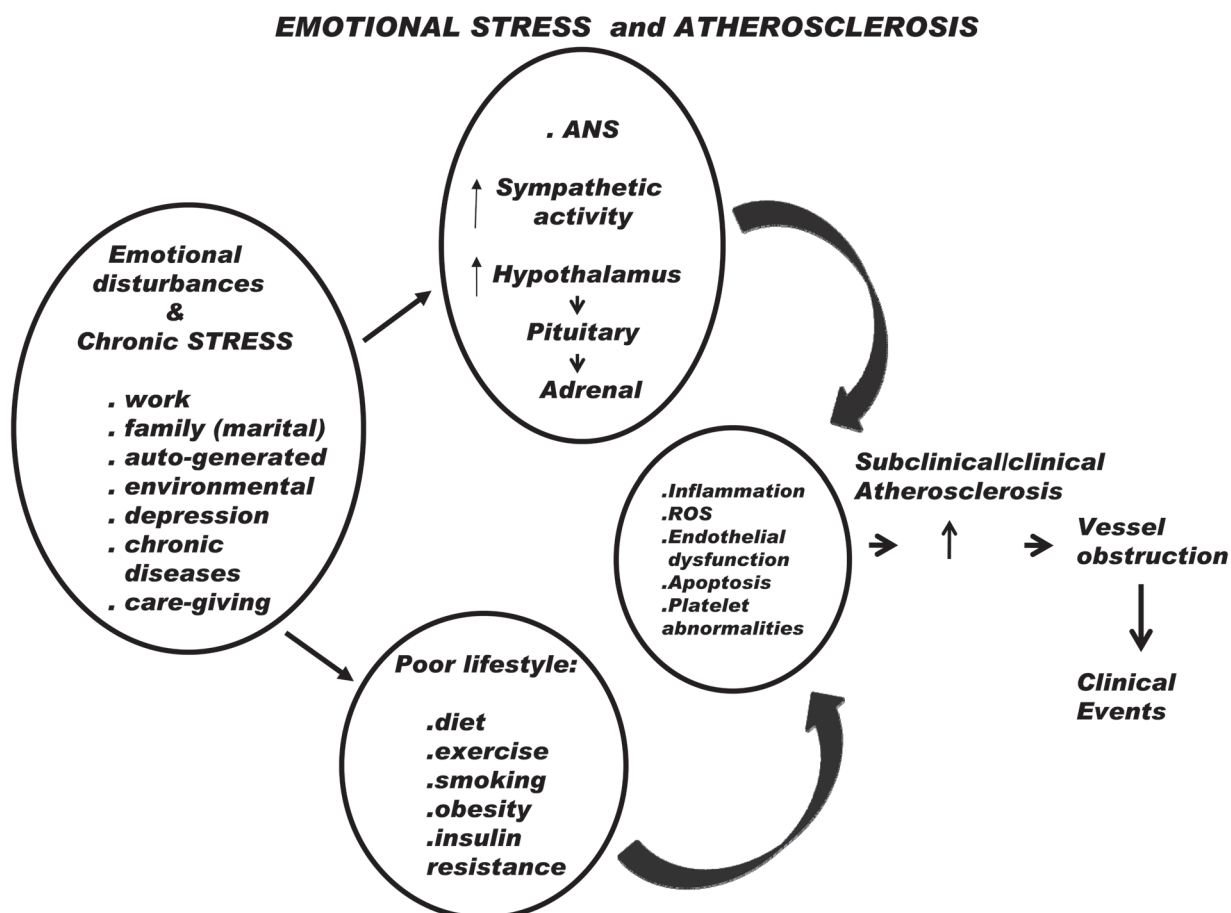 EMOTIONAL STRESS and ATHEROSCLEROSIS
Emotional
disturbances
&
Chronic STRESS
. work
. family (marital)
. auto-generated
. environmental
. depression
. chronic
diseases
. care-giving
. ANS
↑ Sympathetic
activity
↑ Hypothalamus
Pituitary
Adrenal
Poor lifestyle:
.diet
.exercise
.smoking
.obesity
.insulin
resistance
.Inflammation
.ROS
.Endothelial
dysfunction
.Apoptosis
.Platelet
abnormalities
Subclinical/clinical
Atherosclerosis
Vessel
obstruction
Clinical
Events